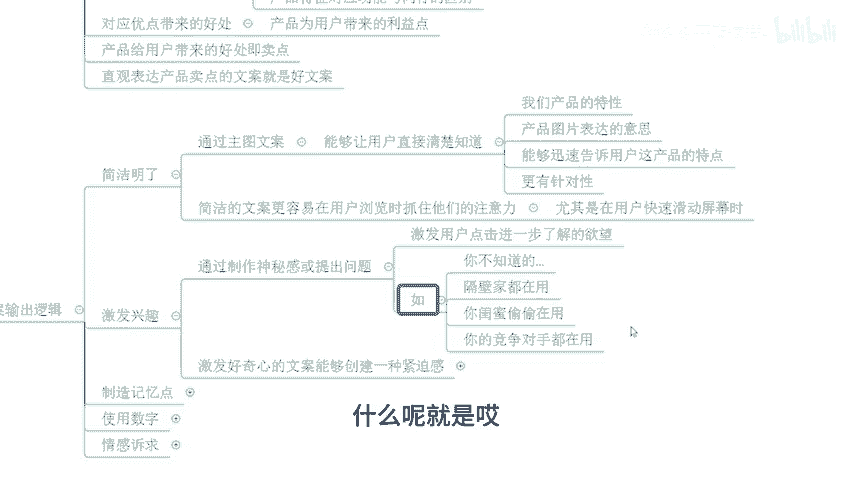 对应优点带来的好处
产品为用户带来的利益点
产品给用户带来的好处即卖点
直观表达产品卖点的文案就是好文案
简洁明了
通过主图文案
能够让用户直接清楚知道
我们产品的特性
产品图片表达的意思
能够迅速告诉用户这产品的特点
更有针对性
简洁的文案更容易在用户浏览时抓住他们的注意力
尤其是在用户快速滑动屏幕时
案输出逻辑
激发兴趣
通过制作神秘感或提出问题
激发用户点击进一步了解的欲望
如
你不知道的...
隔壁家都在用
你闺蜜偷偷在用
你的竞争对手都在用
激发好奇心的文案能够创建一种紧迫感
制造记忆点
使用数字
情感诉求
什么呢就是哎
bilibili